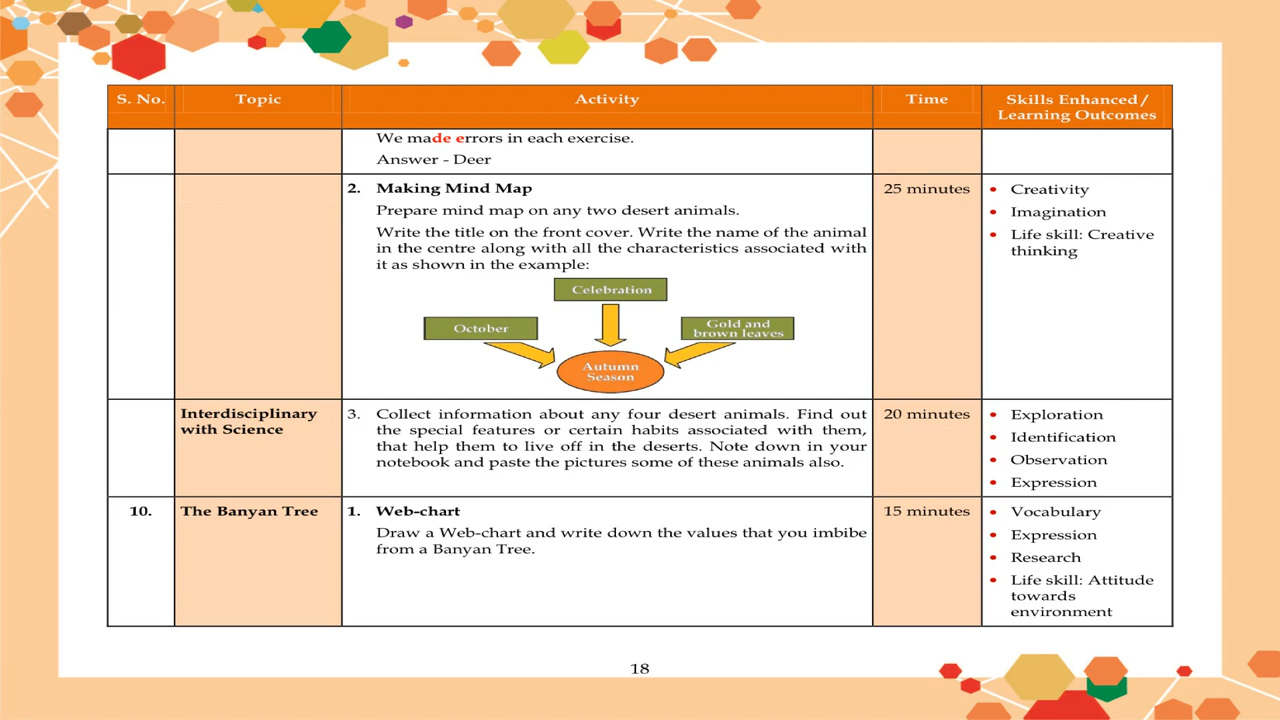 S. No.
Topic
Activity
Time
Skills Enhanced /
Learning Outcomes
We made errors in each exercise.
Answer - Deer
2. Making Mind Map
Prepare mind map on any two desert animals.
Write the title on the front cover. Write the name of the animal
in the centre along with all the characteristics associated with
it as shown in the example:
Celebration
October
Gold and
brown leaves
Autumn
Season
25 minutes
• Creativity
• Imagination
• Life skill: Creative
thinking
Interdisciplinary
with Science
3. Collect information about any four desert animals. Find out
the special features or certain habits associated with them,
that help them to live off in the deserts. Note down in your
notebook and paste the pictures some of these animals also.
20 minutes
• Exploration
• Identification
• Observation
• Expression
10.
The Banyan Tree
1. Web-chart
Draw a Web-chart and write down the values that you imbibe
from a Banyan Tree.
15 minutes
• Vocabulary
• Expression
• Research
• Life skill: Attitude
towards
environment
18